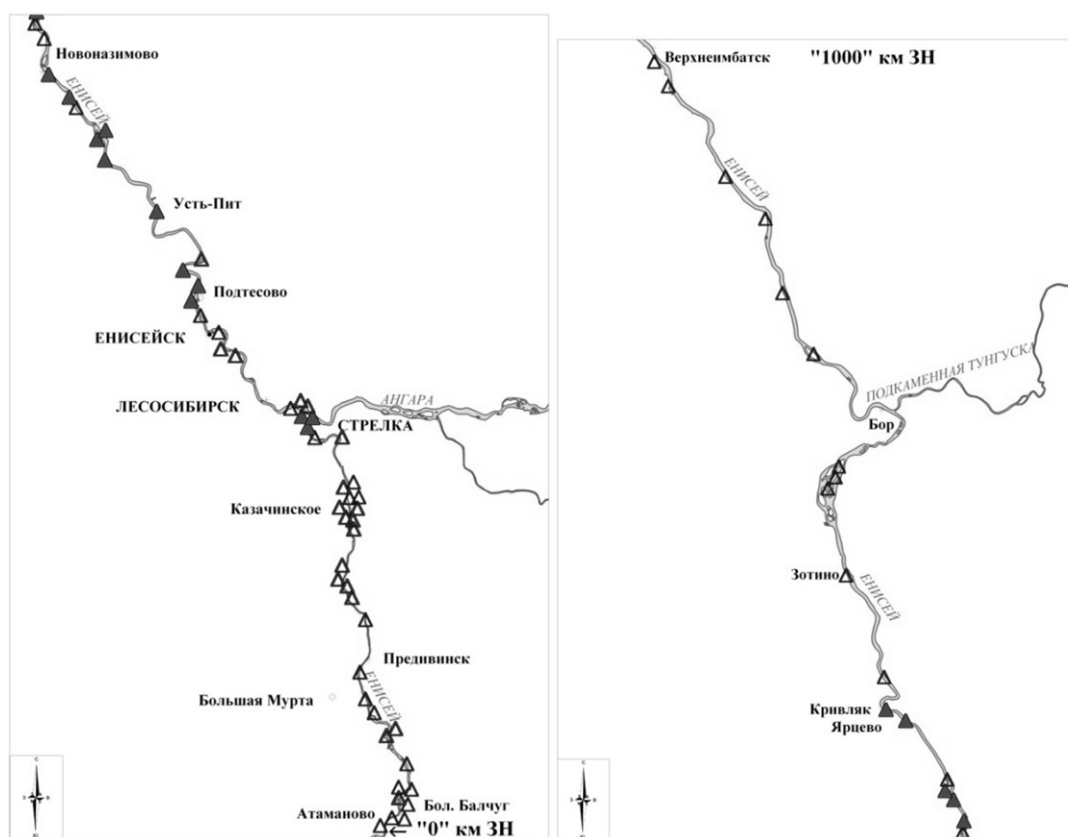 Новоназимово
ЕНИСЕЙ
Усть-Пит
Подтесово
ЕНИСЕЙСК
ЛЕСОСИБИРСК
АНГАРА
СТРЕЛКА
Казачинское
Предивинск
Большая Мурта
ЕНИСЕЙ
Атаманово
Бол. Балчуг
"0" км ЗН
Верхнеимбатск
"1000" км ЗН
ЕНИСЕЙ
ПОДКАМЕННАЯ ТУНГУСКА
Бор
Зотино
ЕНИСЕЙ
Кривляк
Ярцево